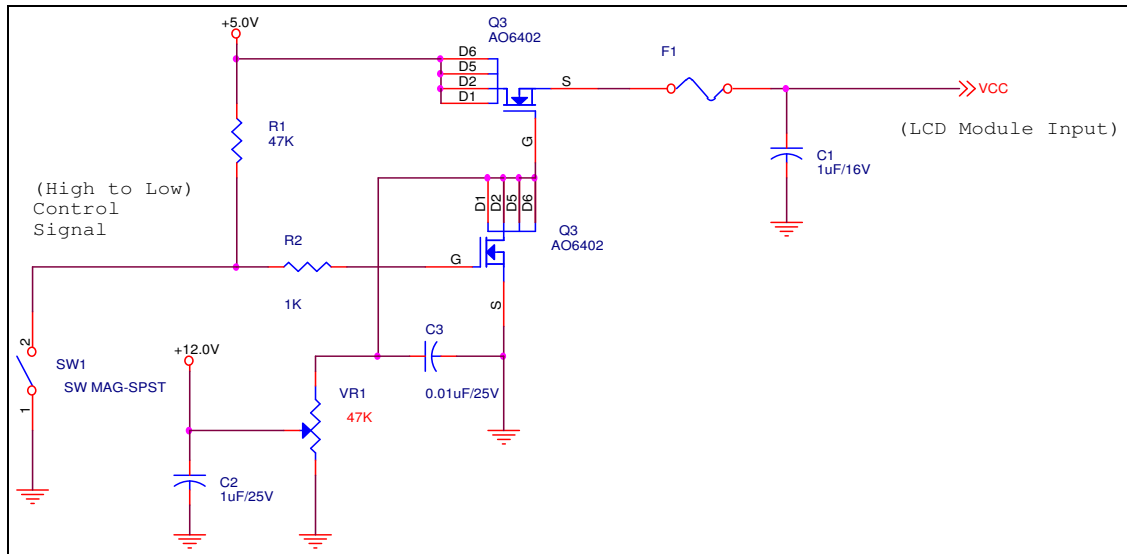 +5.0V
Q3
AO6402
D6
D5
D2
D1
S
G
F1
VCC
(LCD Module Input)
R1
47K
C1
1uF/16V
(High to Low)
Control
Signal
D1
D2
D5
D6
Q3
AO6402
R2
1K
G
S
C3
0.01uF/25V
+12.0V
2
SW1
SW MAG-SPST
1
VR1
47K
C2
1uF/25V